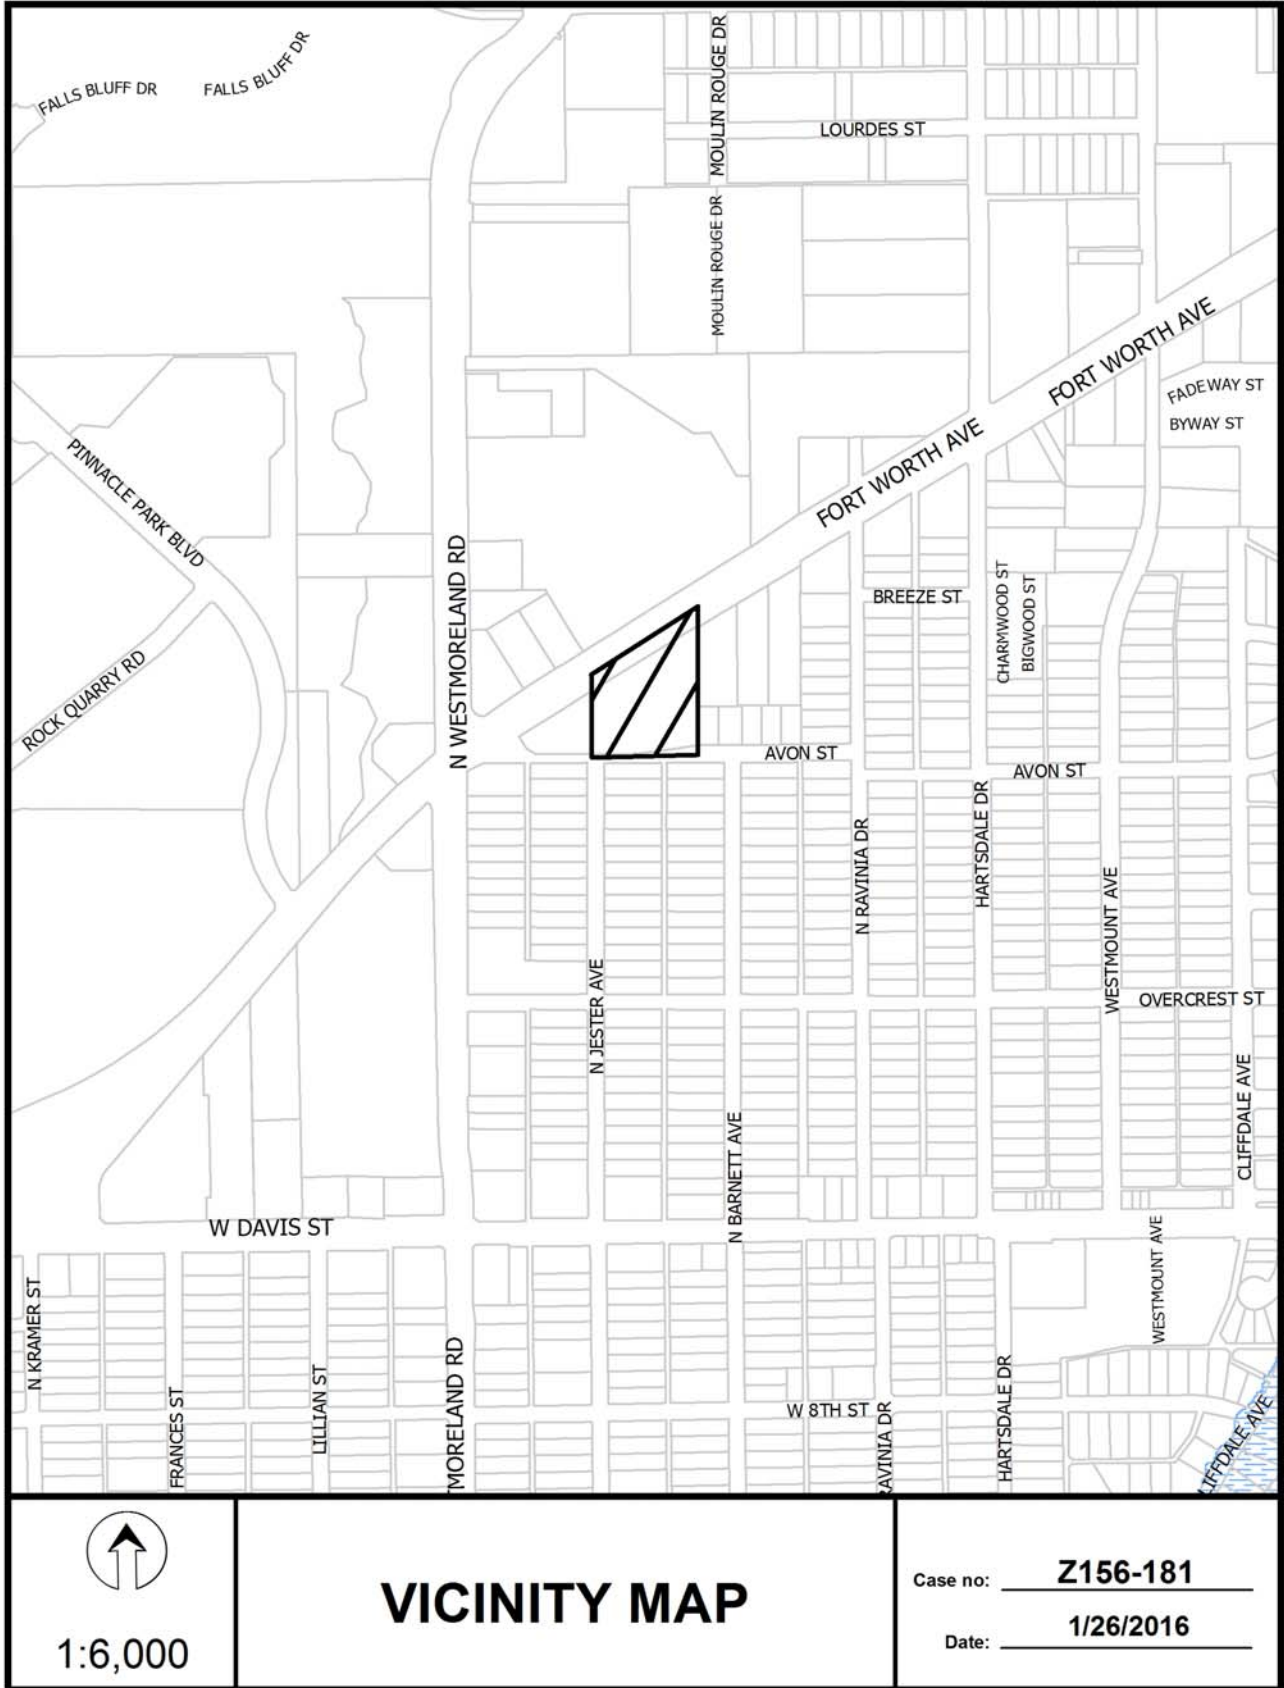 FALLS BLUFF DR
FALLS BLUFF DR
MOULIN ROUGE DR
LOURDES ST
MOULIN ROUGE DR
FORT WORTH AVE
FADEWAY ST
BYWAY ST
FORT WORTH AVE
PINNACLE PARK BLVD
N WESTMORELAND RD
BREEZE ST
CHARMWOOD ST
BIGWOOD ST
ROCK QUARRY RD
AVON ST
AVON ST
N RAVINIA DR
HARTSDALE DR
WESTMOUNT AVE
N JESTER AVE
OVERCREST ST
CLIFFDALE AVE
N BARNETT AVE
W DAVIS ST
WESTMOUNT AVE
N KRAMER ST
FRANCES ST
LILLIAN ST
TMORELAND RD
W 8TH ST
RAVINIA DR
HARTSDALE DR
LIFFDALE AVE
1:6,000
VICINITY MAP
Case no: Z156-181
Date: 1/26/2016